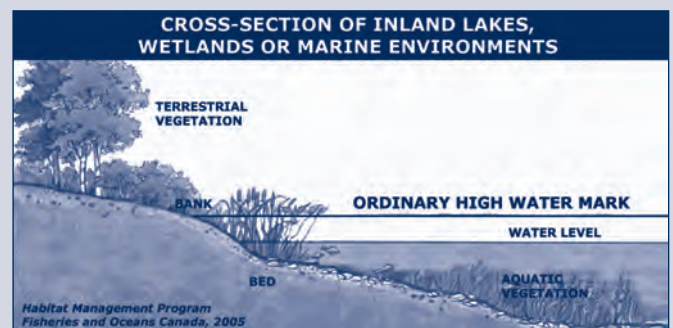 CROSS-SECTION OF INLAND LAKES,
WETLANDS OR MARINE ENVIRONMENTS
TERRESTRIAL
VEGETATION
BANK
ORDINARY HIGH WATER MARK
WATER LEVEL
BED
AQUATIC
VEGETATION
Habitat Management Program
Fisheries and Oceans Canada, 2005